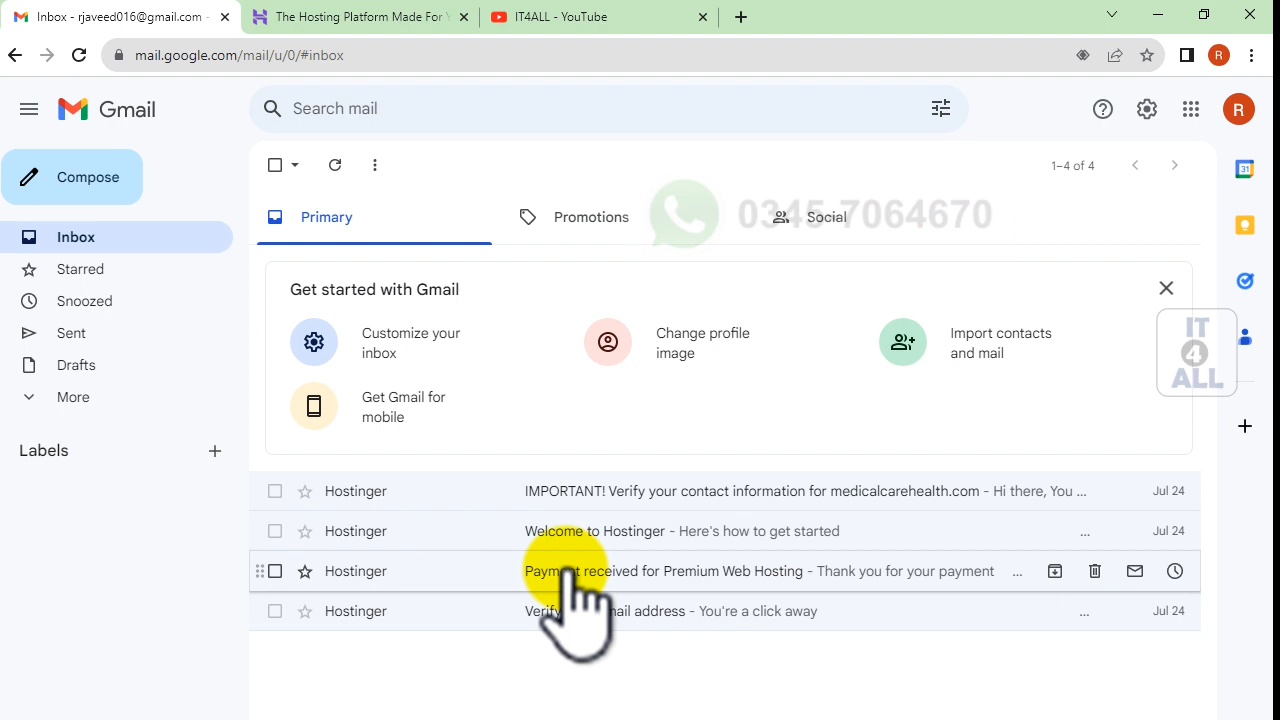 Inbox - rjaveed016@gmail.com -
The Hosting Platform Made For Y
IT4ALL - YouTube
mail.google.com/mail/u/0/#inbox
R
Gmail
Search mail
R
Compose
1–4 of 4
31
Primary
Promotions
Social
0345 7064670
Inbox
Starred
Snoozed
Sent
Drafts
More
Labels
Get started with Gmail
Customize your
inbox
Change profile
image
Import contacts
and mail
Get Gmail for
mobile
IT
4
ALL
Hostinger IMPORTANT! Verify your contact information for medicalcarehealth.com - Hi there, You ... Jul 24
Hostinger Welcome to Hostinger - Here's how to get started ... Jul 24
Hostinger Payment received for Premium Web Hosting - Thank you for your payment ...
Hostinger Verify mail address - You're a click away ... Jul 24